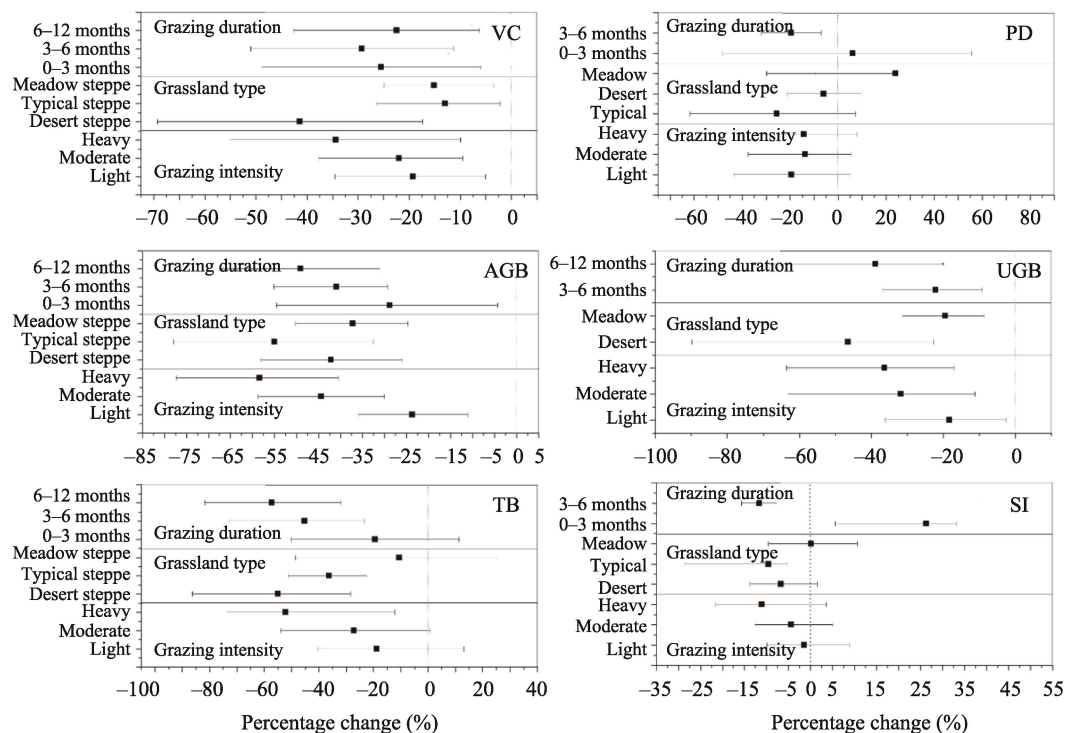 Grazing duration
VC
6–12 months
3–6 months
0–3 months
Meadow steppe
Grassland type
Typical steppe
Desert steppe
Heavy
Moderate
Grazing intensity
Light
–70 –60 –50 –40 –30 –20 –10 0
Grazing duration
PD
3–6 months
0–3 months
Meadow
Grassland type
Desert
Typical
Heavy
Grazing intensity
Moderate
Light
–60 –40 –20 0 20 40 60 80
6–12 months
Grazing duration
AGB
3–6 months
0–3 months
Meadow steppe
Grassland type
Typical steppe
Desert steppe
Heavy
Moderate
Grazing intensity
Light
–85 –75 –65 –55 –45 –35 –25 –15 –5 5
6–12 months
Grazing duration
UGB
3–6 months
Meadow
Grassland type
Desert
Heavy
Moderate
Grazing intensity
Light
–100 –80 –60 –40 –20 0
6–12 months
TB
3–6 months
Grazing duration
0–3 months
Meadow steppe
Grassland type
Typical steppe
Desert steppe
Heavy
Moderate
Grazing intensity
Light
–100 –80 –60 –40 –20 0 20 40
Percentage change (%)
Grazing duration
SI
3–6 months
0–3 months
Meadow
Grassland type
Typical
Desert
Heavy
Moderate
Grazing intensity
Light
–35 –25 –15 –5 0 5 15 25 35 45 55
Percentage change (%)